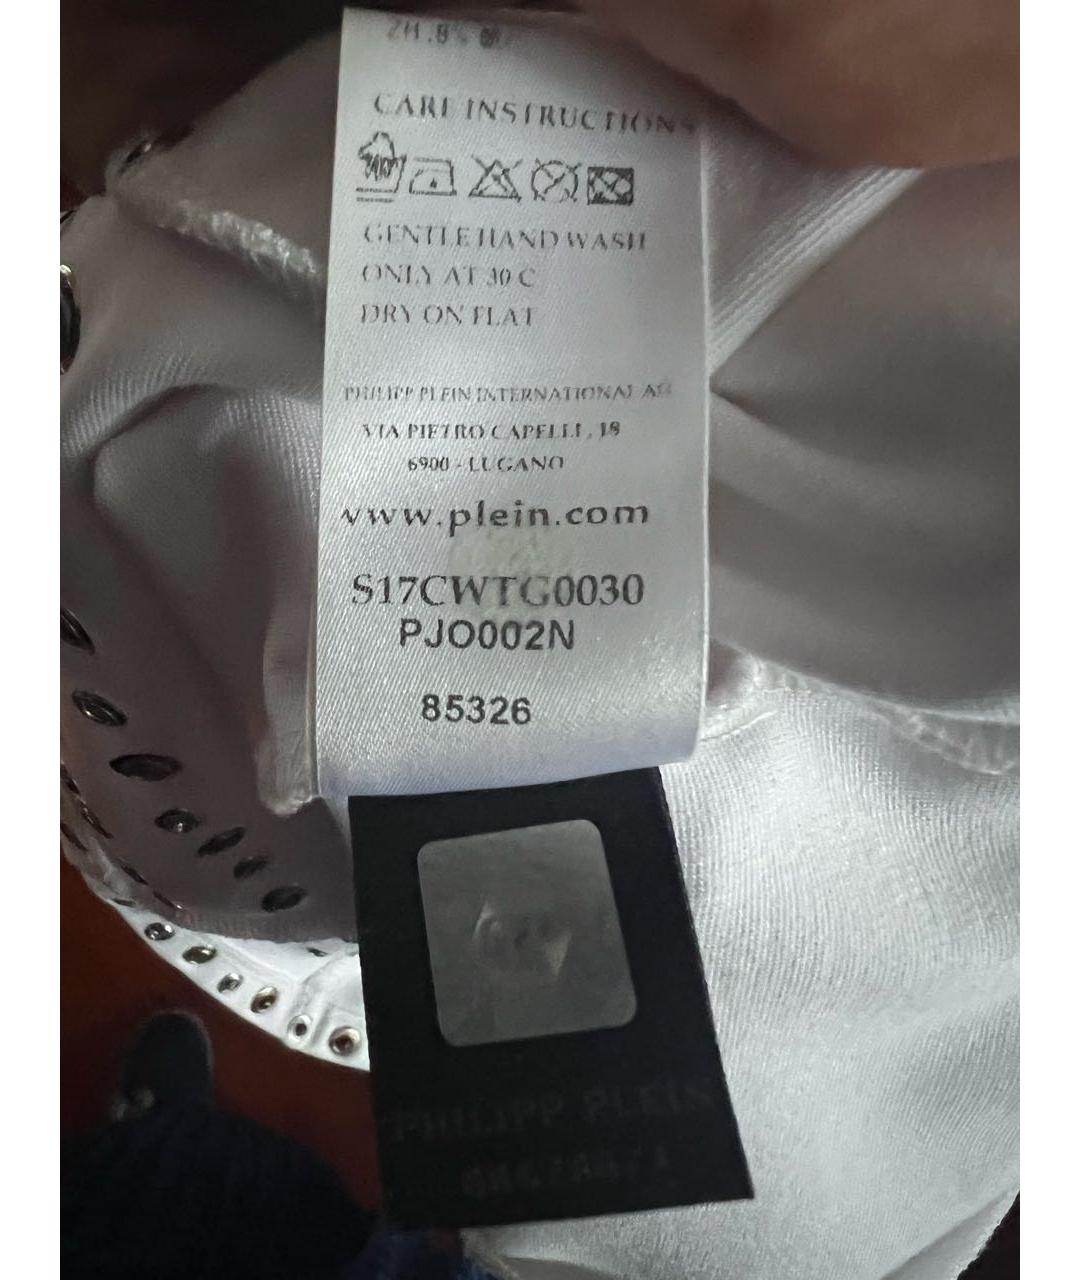 CARE INSTRUCTIONS
GENTLE HAND WASH
ONLY AT 30 C
DRY ON FLAT
PHILIPP PLEIN INTERNATIONAL AG
VIA PIETRO CAPELLI, 18
6900 - LUGANO
www.plein.com
S17CWTG0030
PJO002N
85326
PHILIPP PLEIN